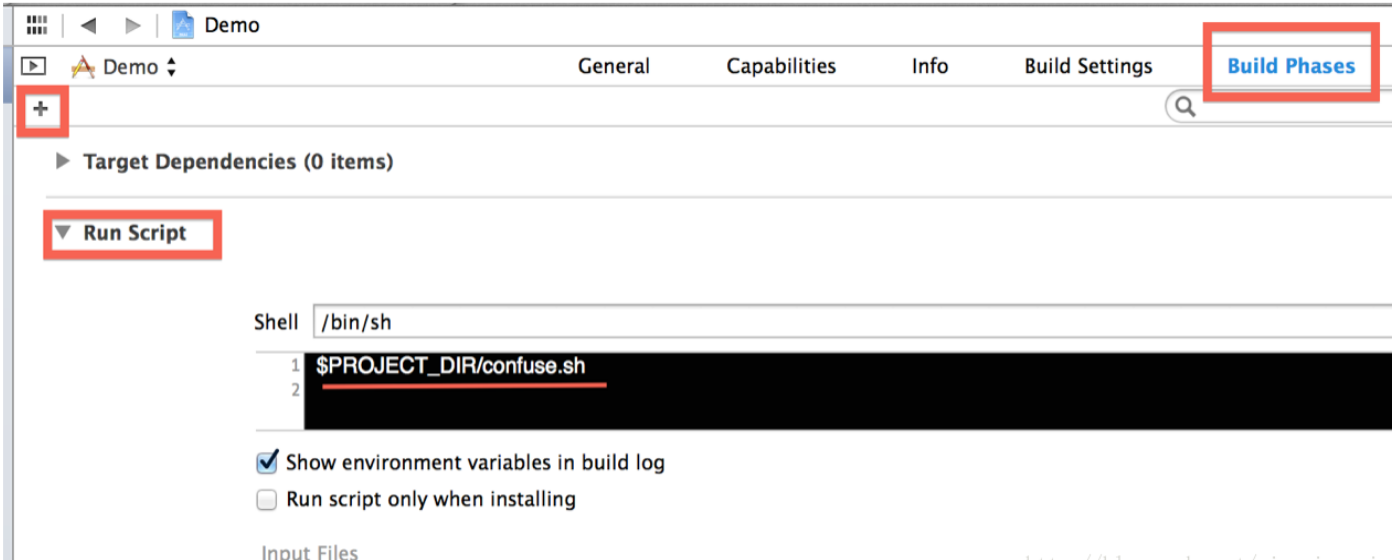 Demo
Demo General Capabilities Info Build Settings Build Phases
+
Target Dependencies (0 items)
Run Script
Shell /bin/sh
1 $PROJECT_DIR/confuse.sh
2
Show environment variables in build log
Run script only when installing
Input Files